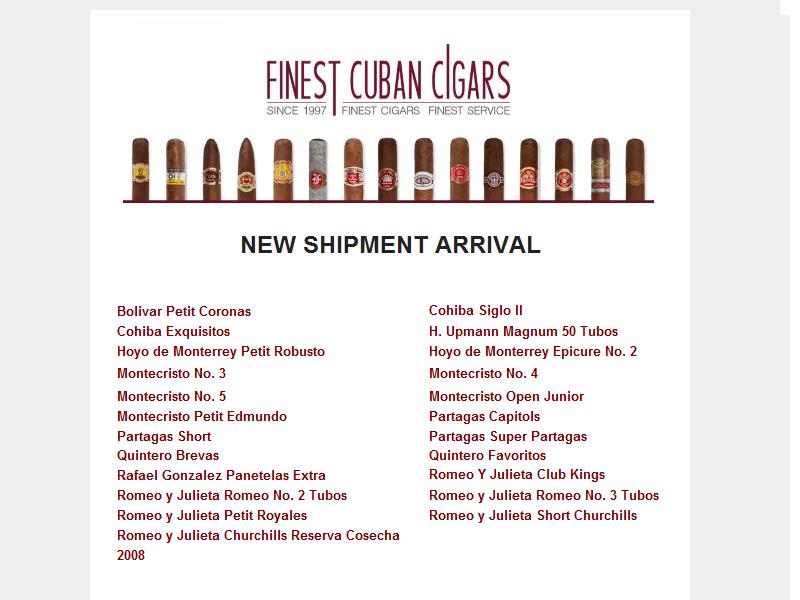 FINEST CUBAN CIGARS
SINCE 1997 FINEST CIGARS FINEST SERVICE
NEW SHIPMENT ARRIVAL
Bolivar Petit Coronas
Cohiba Siglo II
Cohiba Exquisitos
H. Upmann Magnum 50 Tubos
Hoyo de Monterrey Petit Robusto
Hoyo de Monterrey Epicure No. 2
Montecristo No. 3
Montecristo No. 4
Montecristo No. 5
Montecristo Open Junior
Montecristo Petit Edmundo
Partagas Capitols
Partagas Short
Partagas Super Partagas
Quintero Brevas
Quintero Favoritos
Rafael Gonzalez Panetelas Extra
Romeo Y Julieta Club Kings
Romeo y Julieta Romeo No. 2 Tubos
Romeo y Julieta Romeo No. 3 Tubos
Romeo y Julieta Petit Royales
Romeo y Julieta Short Churchills
Romeo y Julieta Churchills Reserva Cosecha
2008